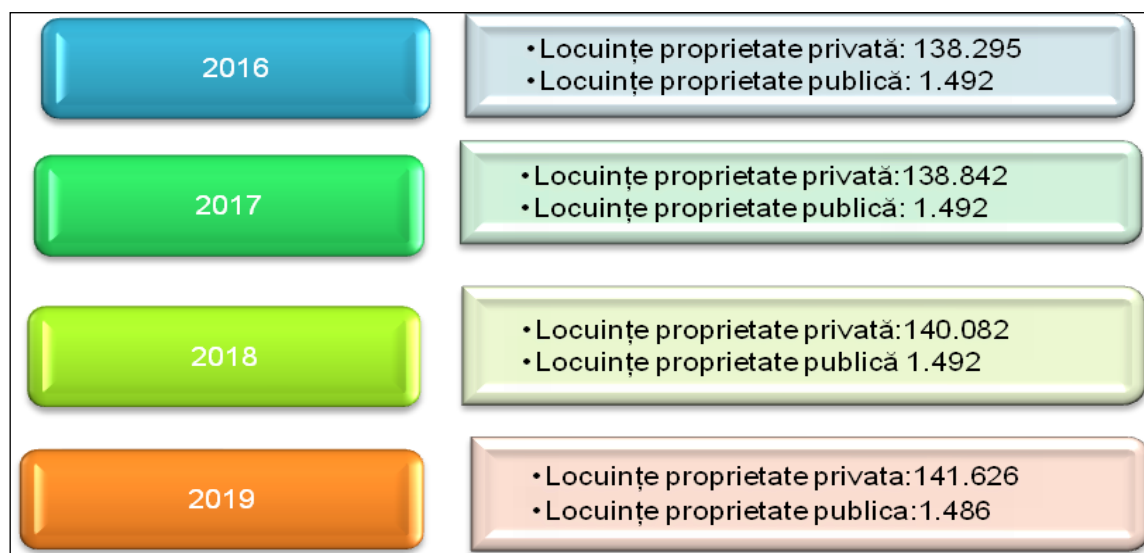 2016
• Locuințe proprietate privată: 138.295
• Locuințe proprietate publică: 1.492
2017
• Locuințe proprietate privată:138.842
• Locuințe proprietate publică: 1.492
2018
• Locuințe proprietate privată:140.082
• Locuințe proprietate publică 1.492
2019
• Locuințe proprietate privata:141.626
• Locuințe proprietate publica:1.486